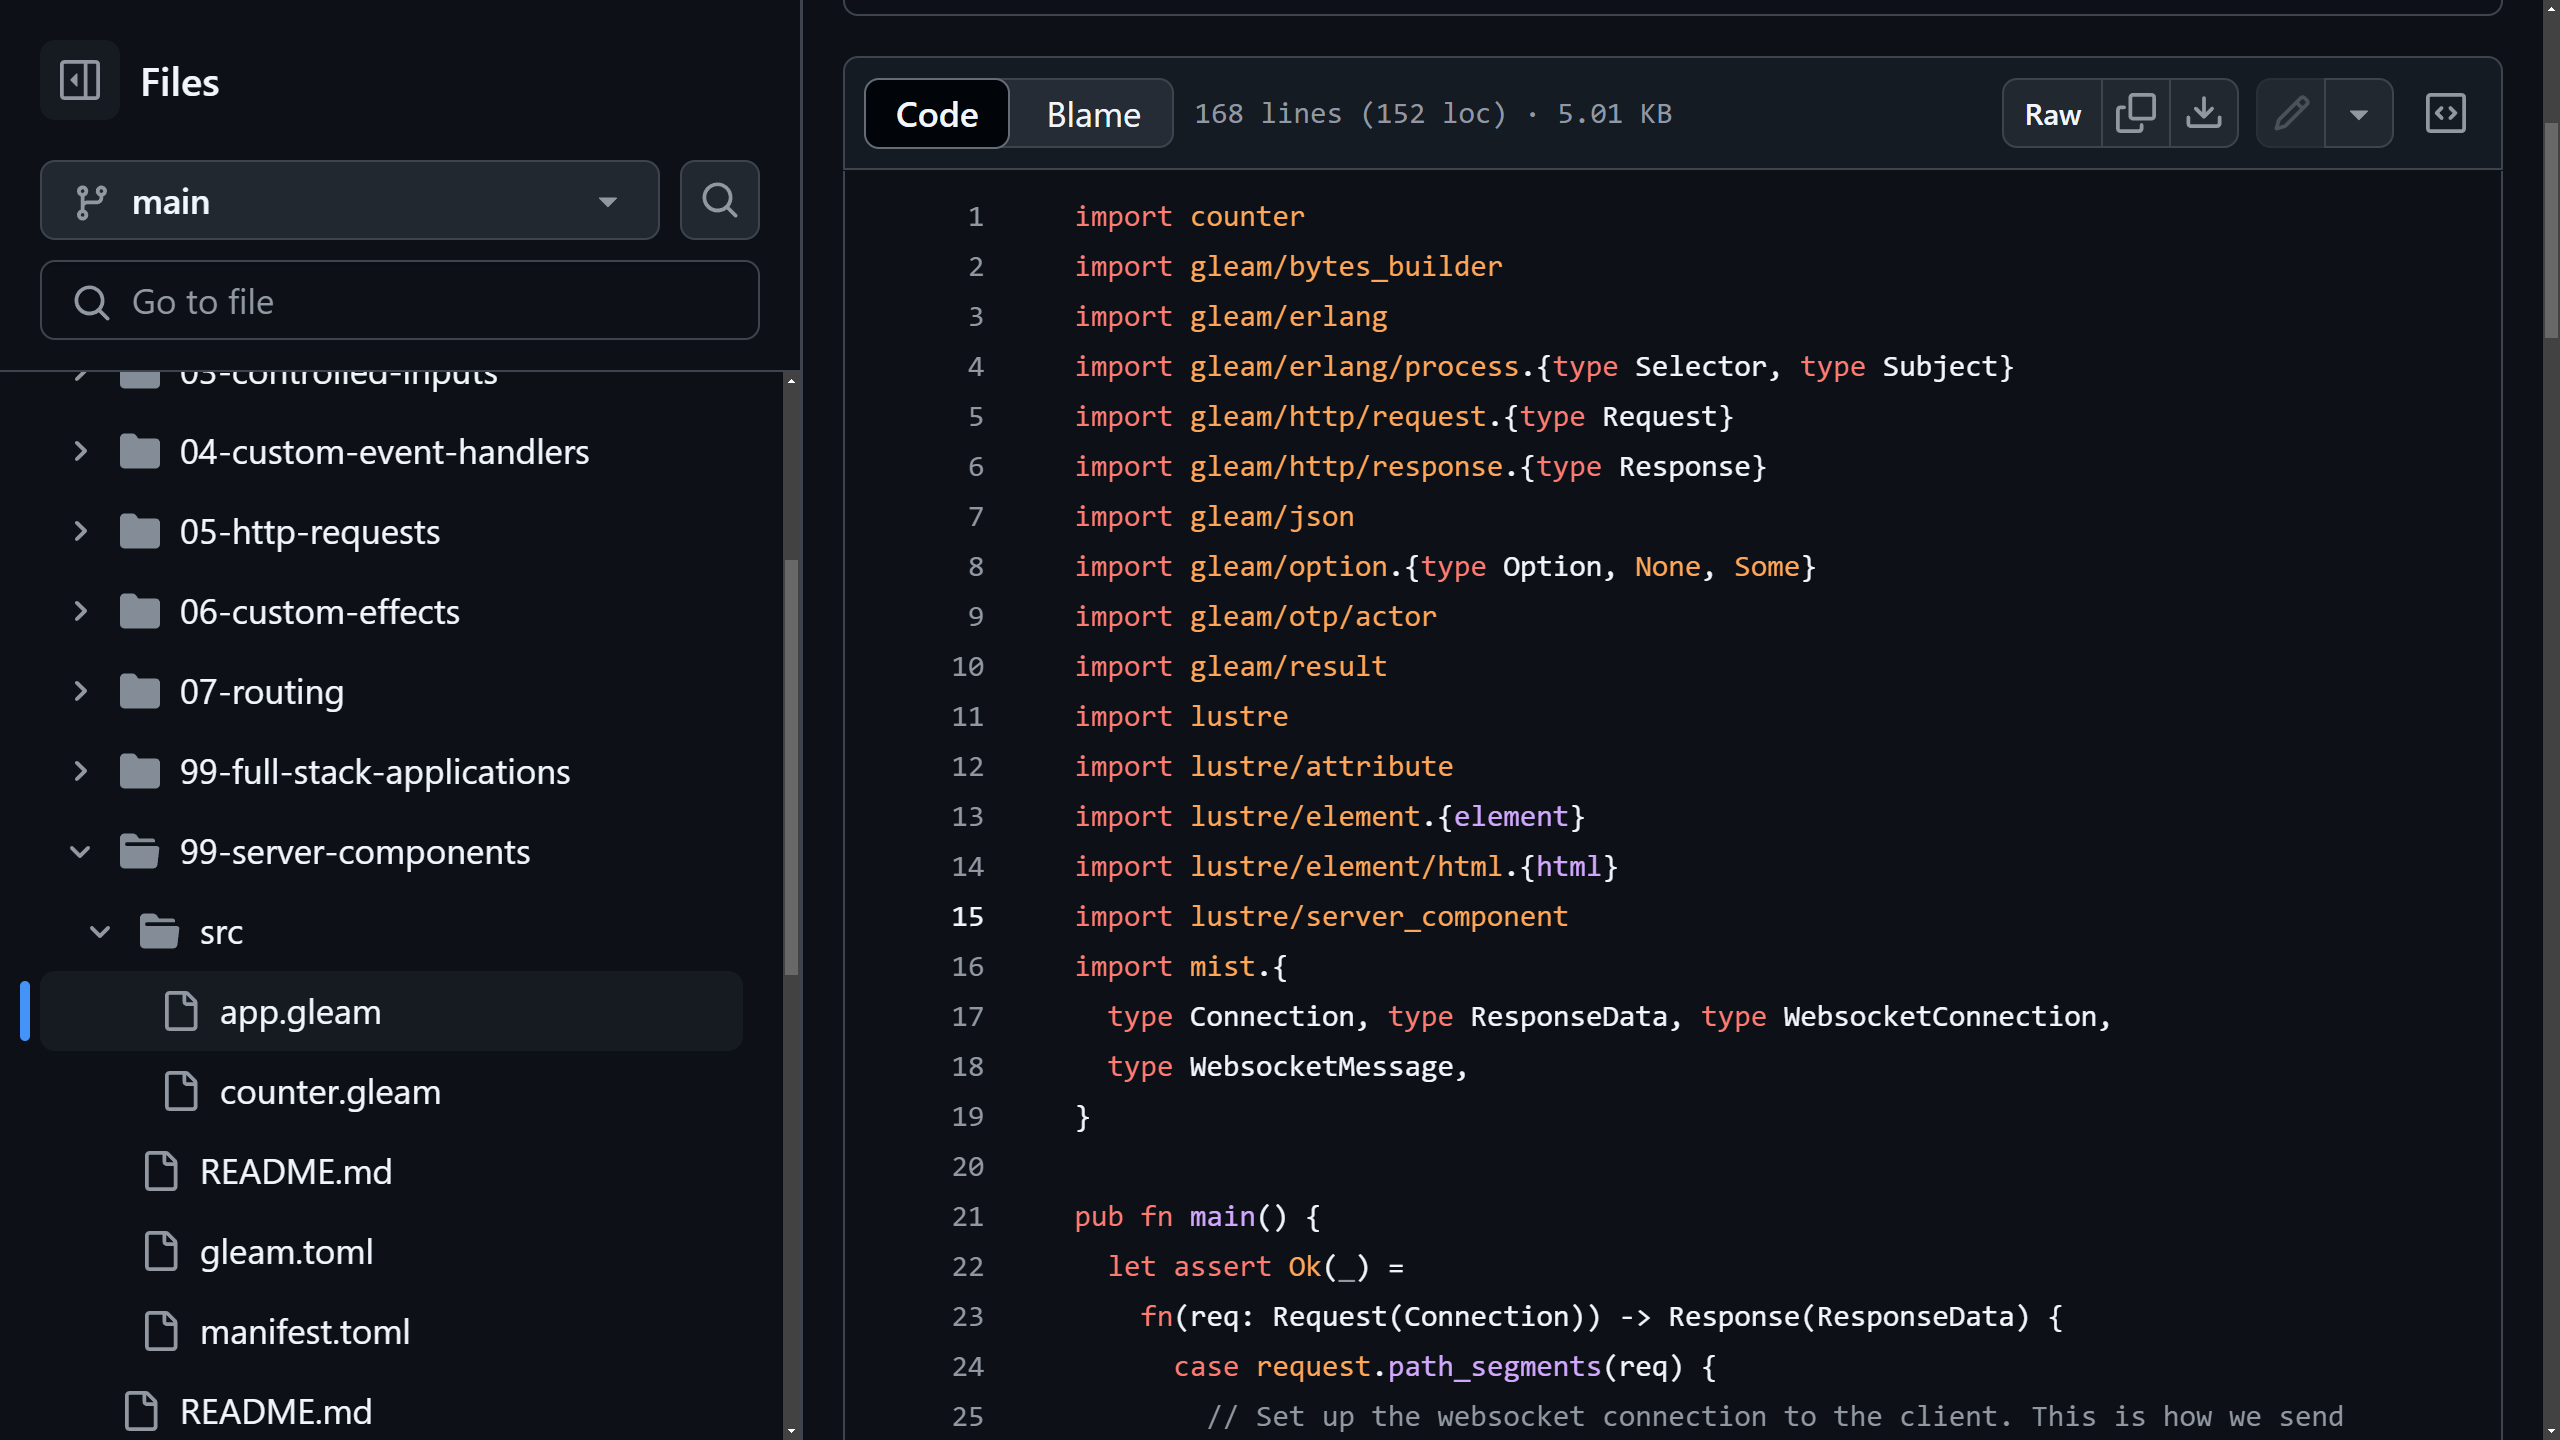 Files
main
Go to file
03-controlled-inputs
04-custom-event-handlers
05-http-requests
06-custom-effects
07-routing
99-full-stack-applications
99-server-components
src
app.gleam
counter.gleam
README.md
gleam.toml
manifest.toml
README.md
Code Blame 168 lines (152 loc) · 5.01 KB Raw
1 import counter
2 import gleam/bytes_builder
3 import gleam/erlang
4 import gleam/erlang/process.{type Selector, type Subject}
5 import gleam/http/request.{type Request}
6 import gleam/http/response.{type Response}
7 import gleam/json
8 import gleam/option.{type Option, None, Some}
9 import gleam/otp/actor
10 import gleam/result
11 import lustre
12 import lustre/attribute
13 import lustre/element.{element}
14 import lustre/element/html.{html}
15 import lustre/server_component
16 import mist.{
17   type Connection, type ResponseData, type WebsocketConnection,
18   type WebsocketMessage,
19 }
20
21 pub fn main() {
22   let assert Ok(_) =
23     fn(req: Request(Connection)) -> Response(ResponseData) {
24       case request.path_segments(req) {
25         // Set up the websocket connection to the client. This is how we send